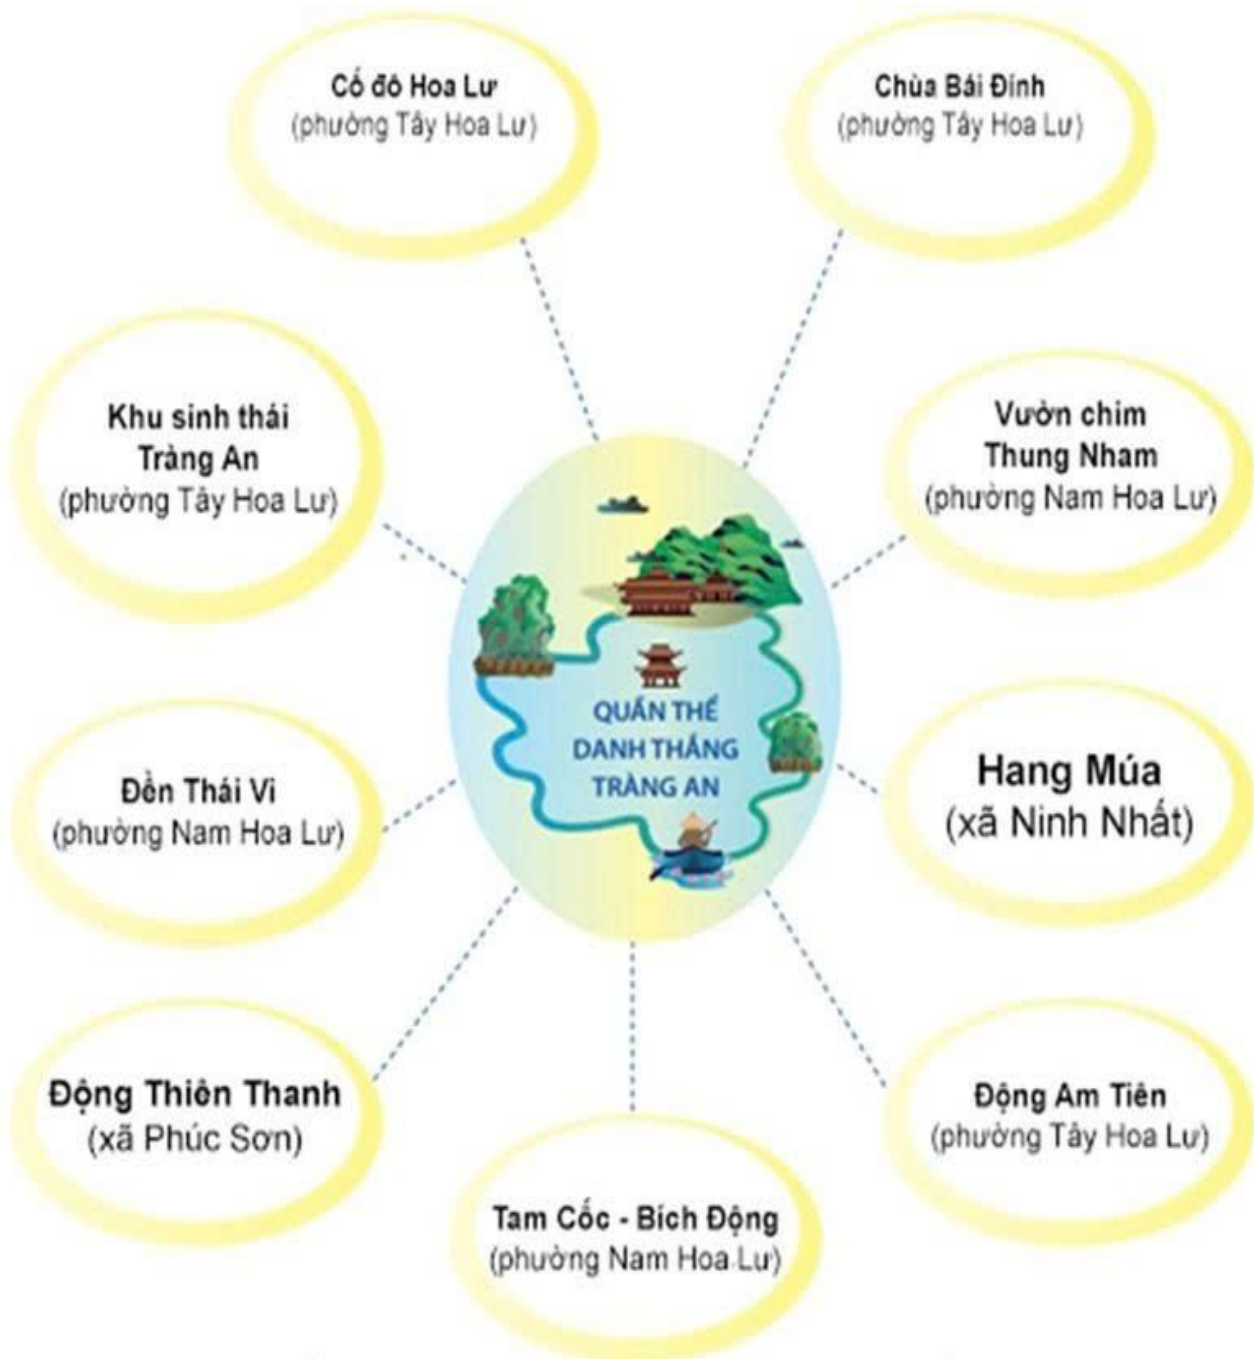 Cố đô Hoa Lư
(phường Tây Hoa Lư)
Chùa Bái Đính
(phường Tây Hoa Lư)
Khu sinh thái
Tràng An
(phường Tây Hoa Lư)
Vườn chim
Thung Nham
(phường Nam Hoa Lư)
QUẦN THỂ
DANH THẮNG
TRÀNG AN
Đền Thái Vi
(phường Nam Hoa Lư)
Hang Múa
(xã Ninh Nhất)
Động Thiên Thanh
(xã Phúc Sơn)
Động Am Tiên
(phường Tây Hoa Lư)
Tam Cốc - Bích Động
(phường Nam Hoa Lư)